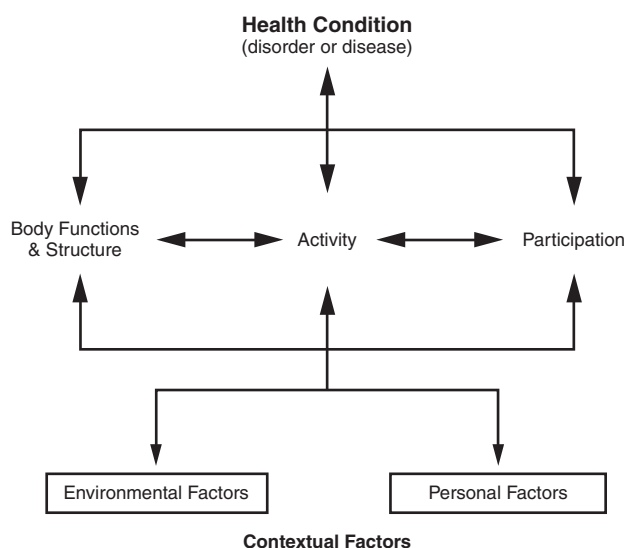 Health Condition
(disorder or disease)
Body Functions
& Structure
Activity
Participation
Environmental Factors
Personal Factors
Contextual Factors